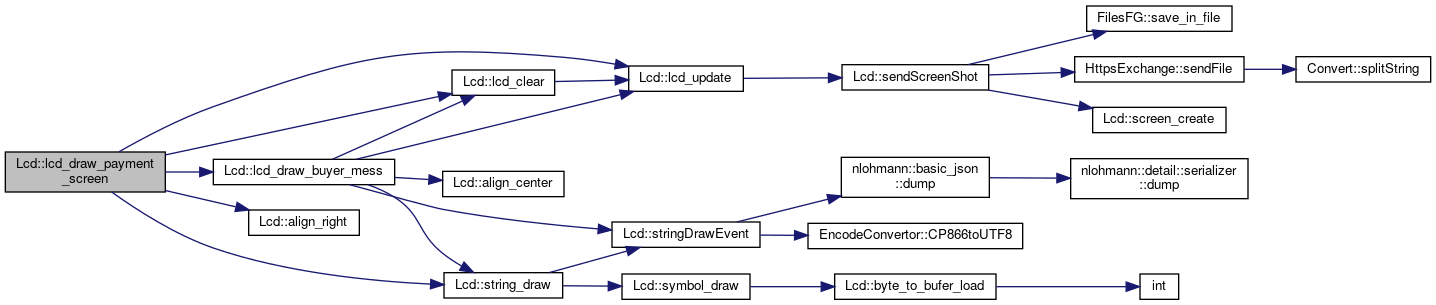 FilesFG::save_in_file
Lcd::lcd_update
Lcd::sendScreenShot
HttpsExchange::sendFile
Convert::splitString
Lcd::lcd_clear
Lcd::screen_create
Lcd::lcd_draw_payment
_screen
Lcd::lcd_draw_buyer_mess
Lcd::align_center
nlohmann::basic_json
::dump
nlohmann::detail::serializer
::dump
Lcd::align_right
Lcd::stringDrawEvent
EncodeConvertor::CP866toUTF8
Lcd::string_draw
Lcd::symbol_draw
Lcd::byte_to_bufer_load
int